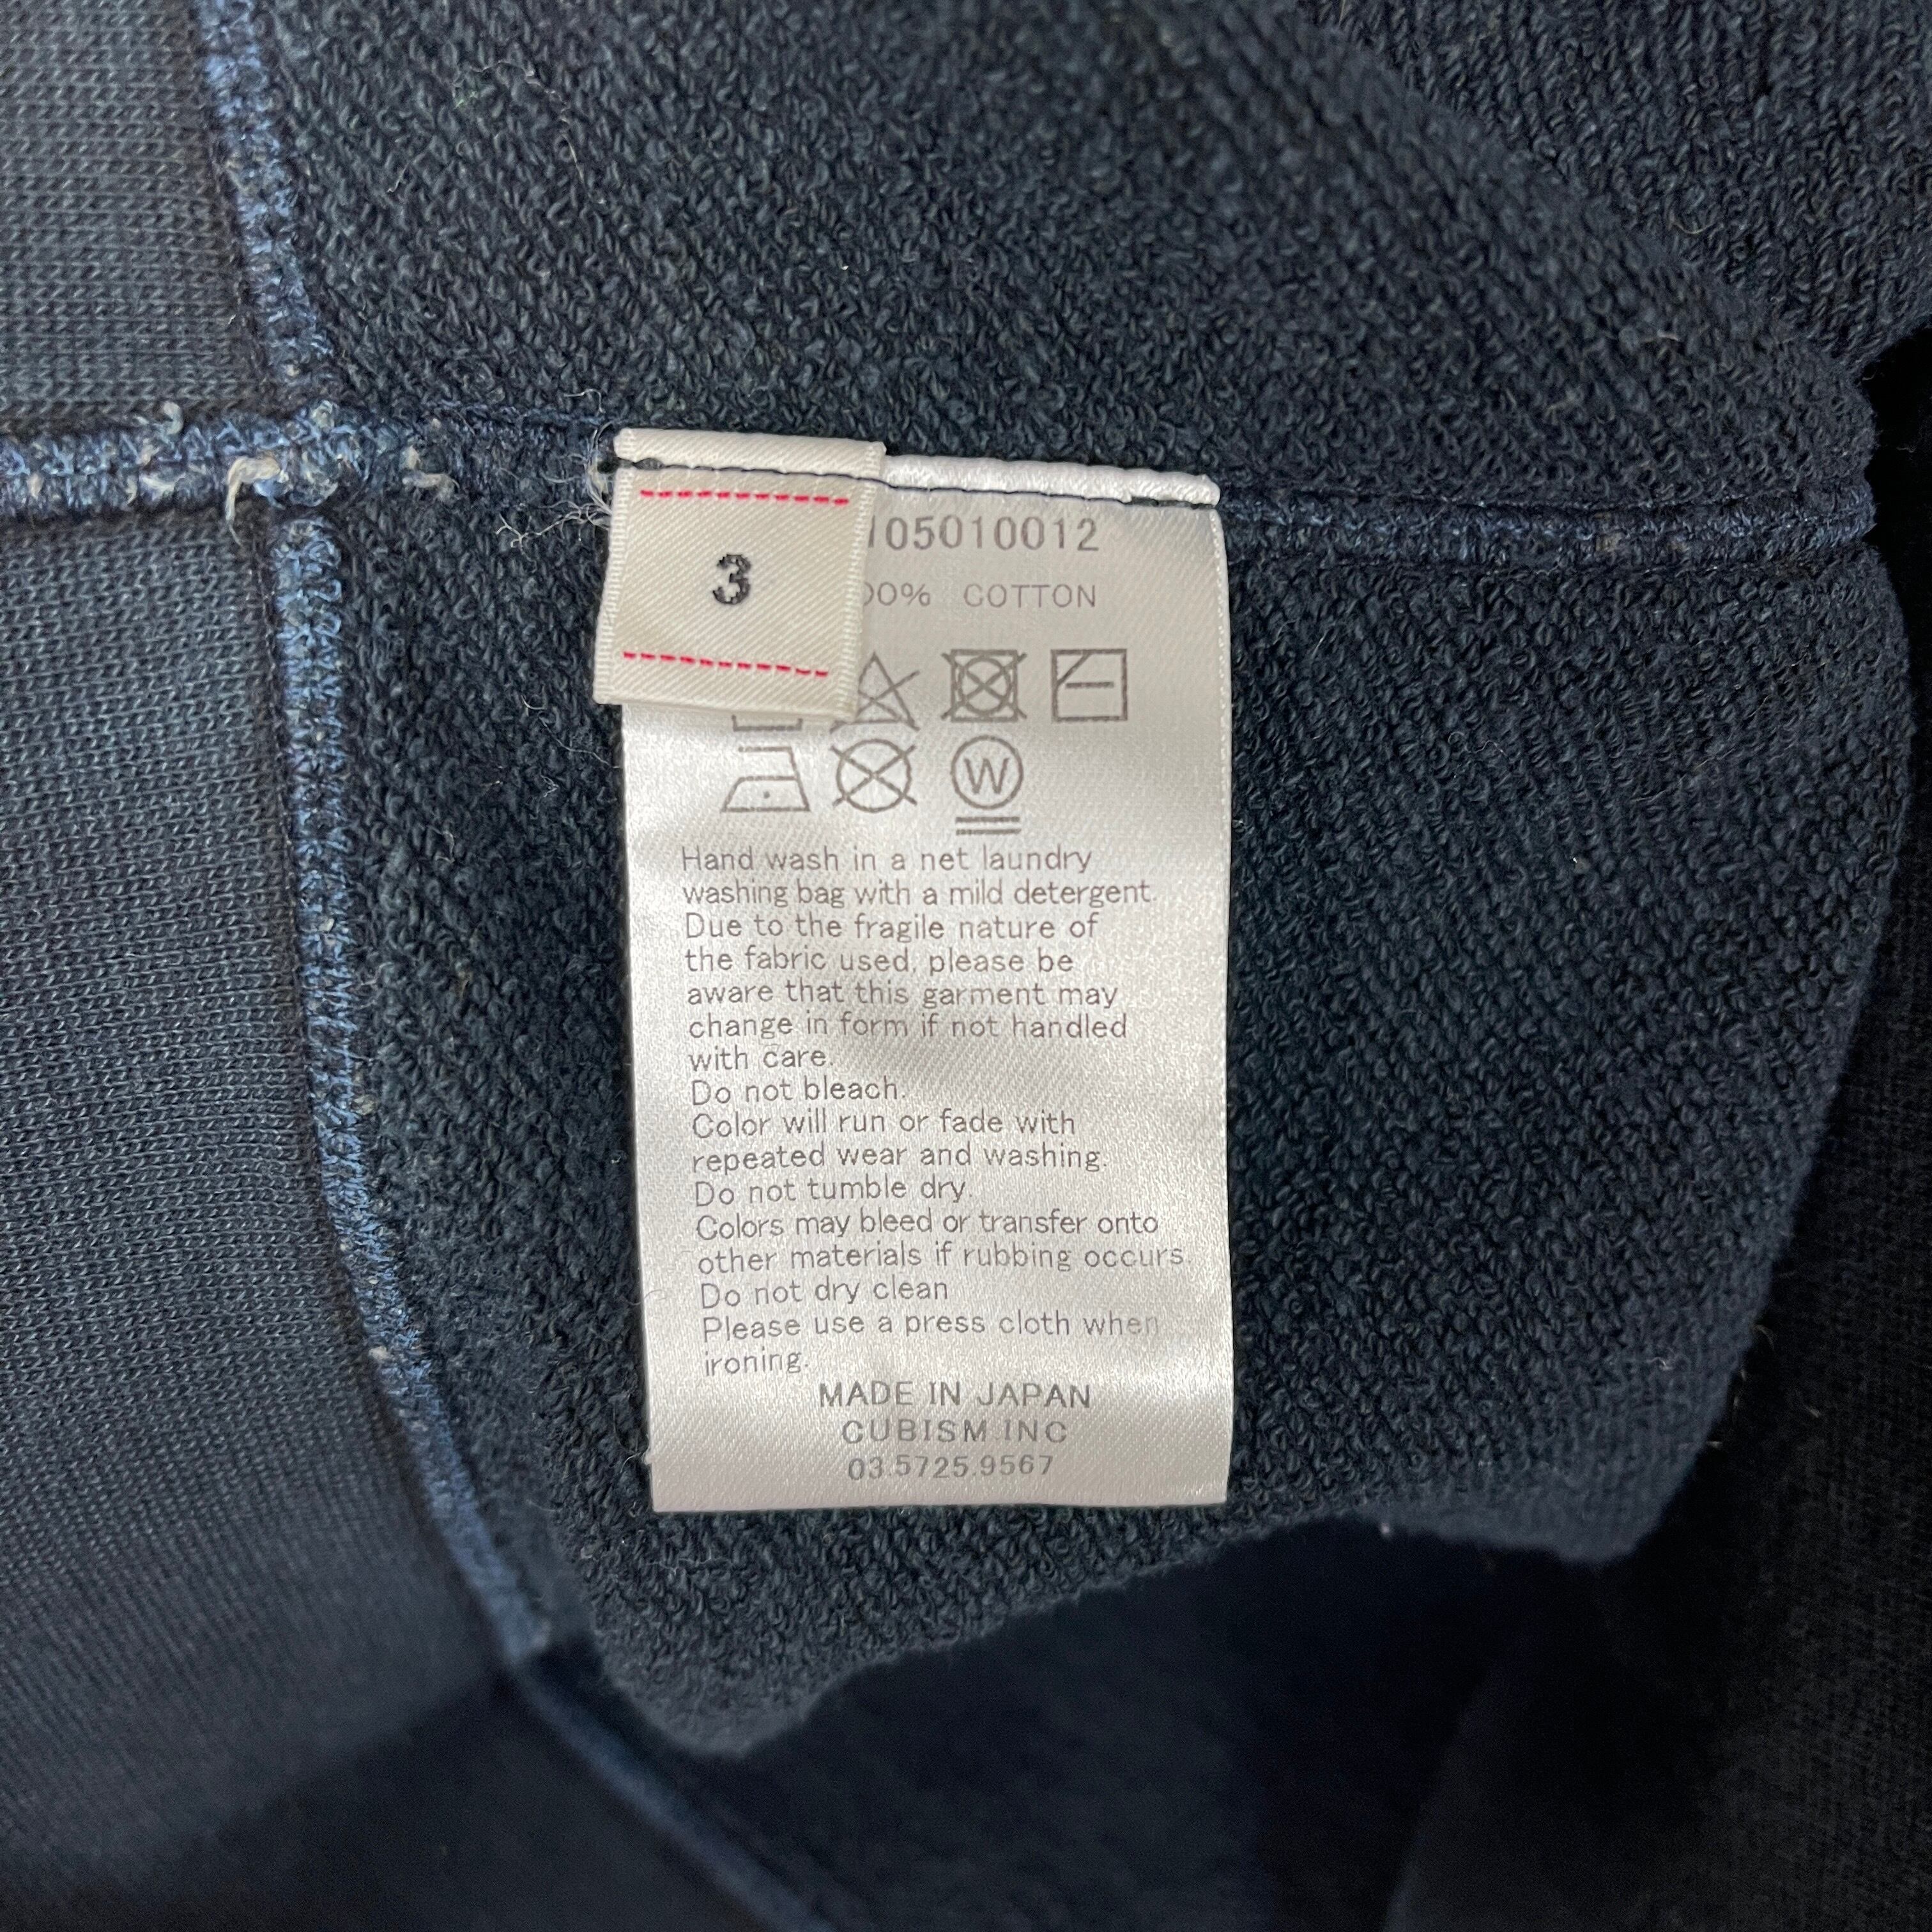 3
105010012
00% COTTON
W
Hand wash in a net laundry
washing bag with a mild detergent.
Due to the fragile nature of
the fabric used, please be
aware that this garment may
change in form if not handled
with care.
Do not bleach.
Color will run or fade with
repeated wear and washing.
Do not tumble dry.
Colors may bleed or transfer onto
other materials if rubbing occurs.
Do not dry clean
Please use a press cloth when
ironing.
MADE IN JAPAN
CUBISM INC
03.5725.9567